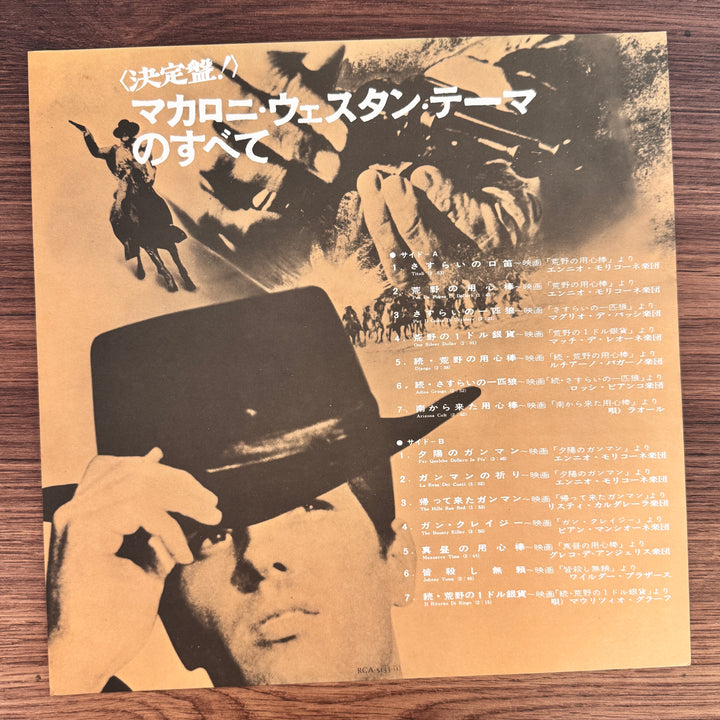 〈決定盤!〉
マカロニ・ウェスタン・テーマ
のすべて
● サイド-A
1. さすらいの口笛－映画「荒野の用心棒」より
Titoli (2:53) エンニオ・モリコーネ楽団
2. 荒野の用心棒－映画「荒野の用心棒」より
エンニオ・モリコーネ楽団
3. さすらいの一匹狼－映画「さすらいの一匹狼」より
マグリオ・デ・パッシ楽団
4. 荒野の1ドル銀貨－映画「荒野の1ドル銀貨」より
One Silver Dollar マッチ・デ・レオーネ楽団
5. 続・荒野の用心棒－映画「続・荒野の用心棒」より
Django ルチアーノ・パガーノ楽団
6. 続・さすらいの一匹狼－映画「続・さすらいの一匹狼」より
Adios Gringo ロッシ・ビアンコ楽団
7. 南から来た用心棒－映画「南から来た用心棒」より
Arizona Colt 唄) ラオール
● サイド-B
1. 夕陽のガンマン－映画「夕陽のガンマン」より
エンニオ・モリコーネ楽団
2. ガンマンの祈り－映画「夕陽のガンマン」より
エンニオ・モリコーネ楽団
3. 帰って来たガンマン－映画「帰って来たガンマン」より
The Hills Run Red リスティ・カルグレーラ楽団
4. ガン・クレイジー－映画「ガン・クレイジー」より
The Bounty Killer ピアン・マンシオーネ楽団
5. 真昼の用心棒－映画「真昼の用心棒」より
グレコ・デ・アンジェリス楽団
6. 皆殺し無頼－映画「皆殺し無頼」より
Johnny Yuma ワイルダー・ブラザース
7. 続・荒野の1ドル銀貨－映画「続・荒野の1ドル銀貨」より
Il Ritorno Di Ringo (2:15) 唄) マウリツィオ・グラーフ